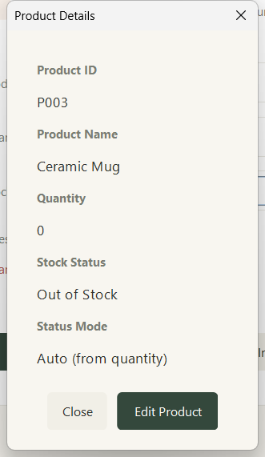 Product Details
Product ID
P003
Product Name
Ceramic Mug
Quantity
0
Stock Status
Out of Stock
Status Mode
Auto (from quantity)
Close
Edit Product